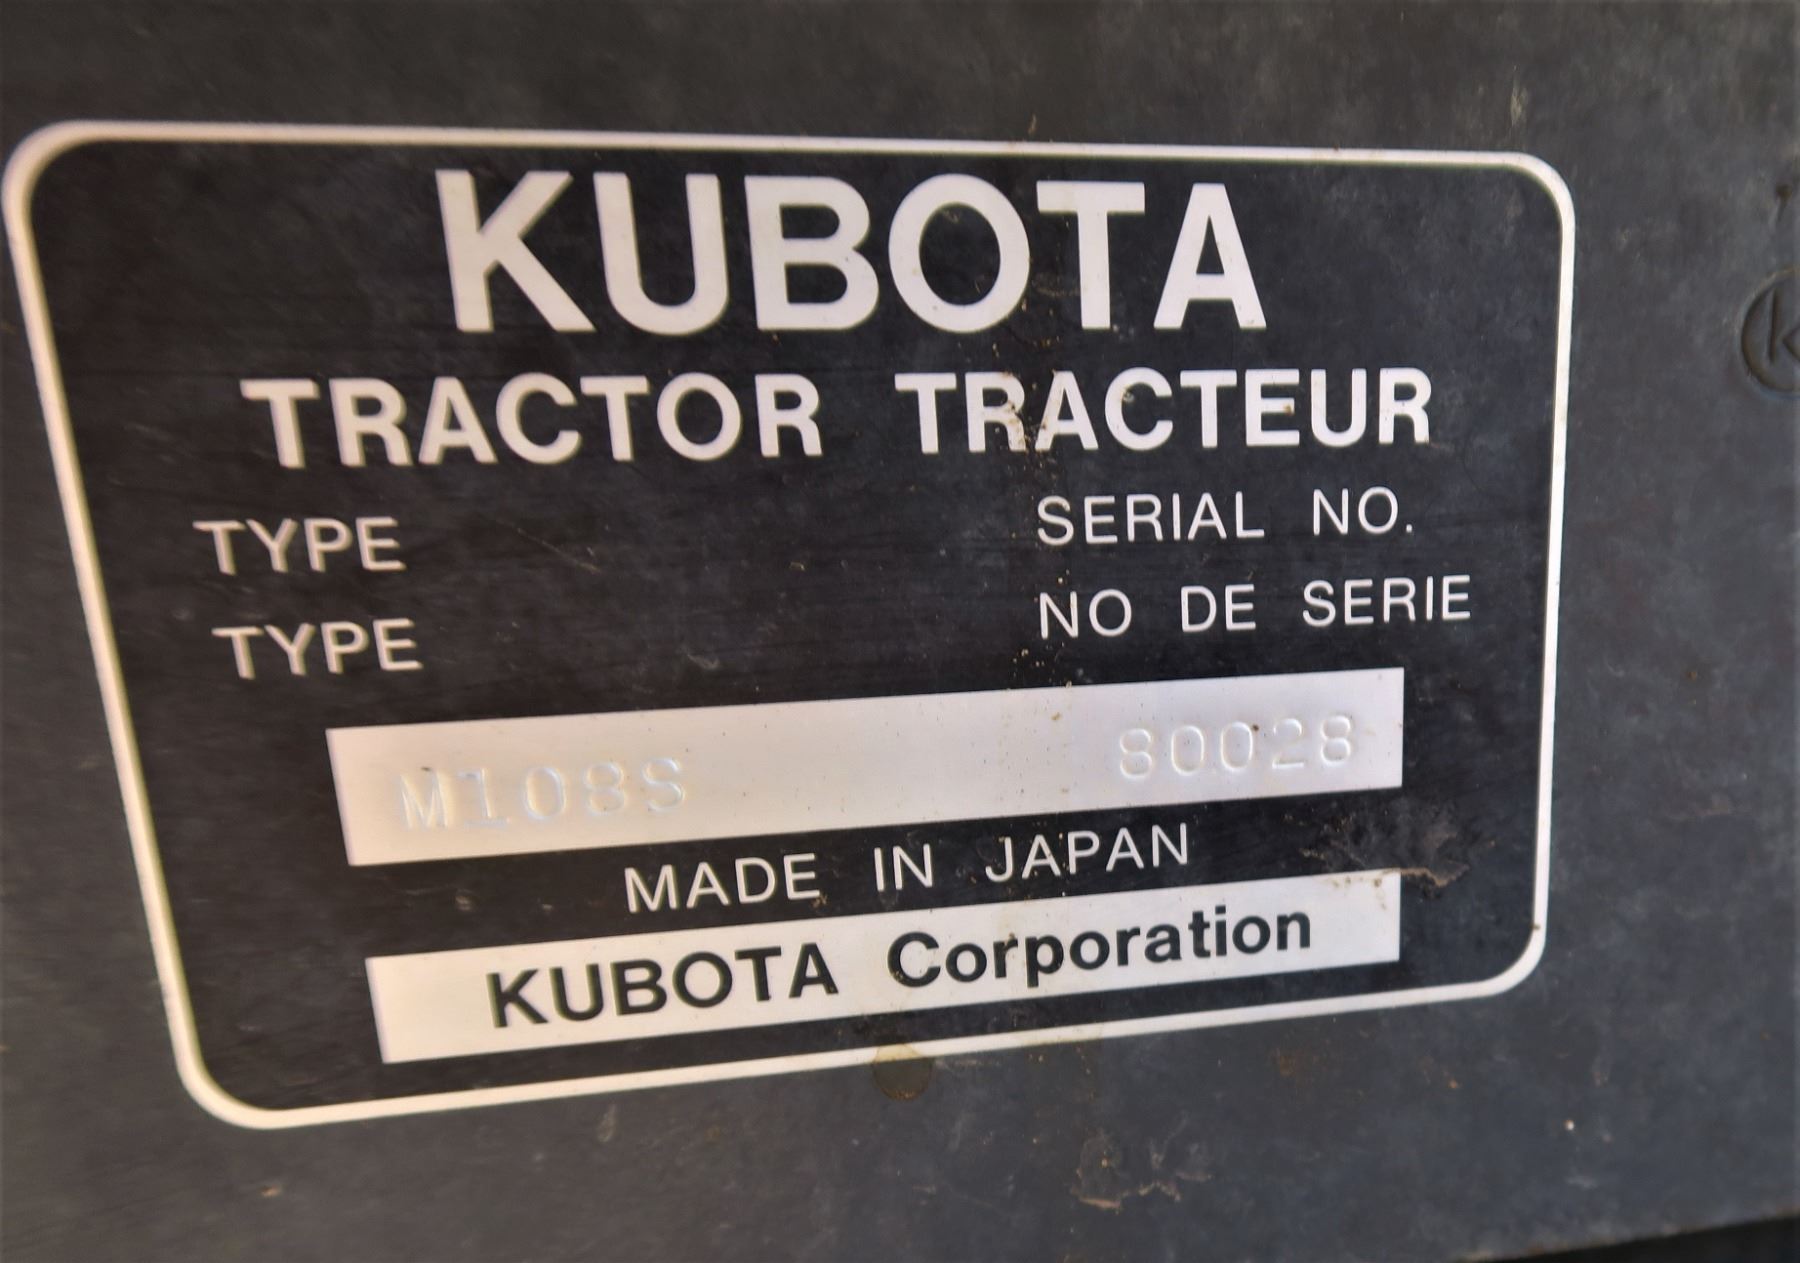 KUBOTA
TRACTOR TRACTEUR
TYPE SERIAL NO.
TYPE NO DE SERIE
M108S 80028
MADE IN JAPAN
KUBOTA Corporation
K